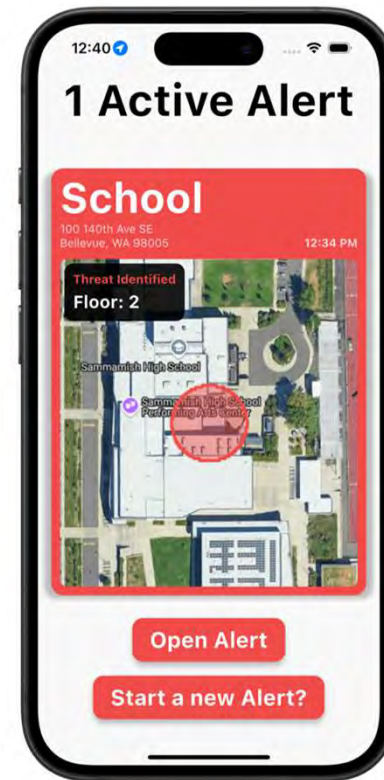 12:40
1 Active Alert
School
100 140th Ave SE
Bellevue, WA 98005
12:34 PM
Threat Identified
Floor: 2
Sammamish High School
Sammamish High School
Performing Arts Center
Open Alert
Start a new Alert?